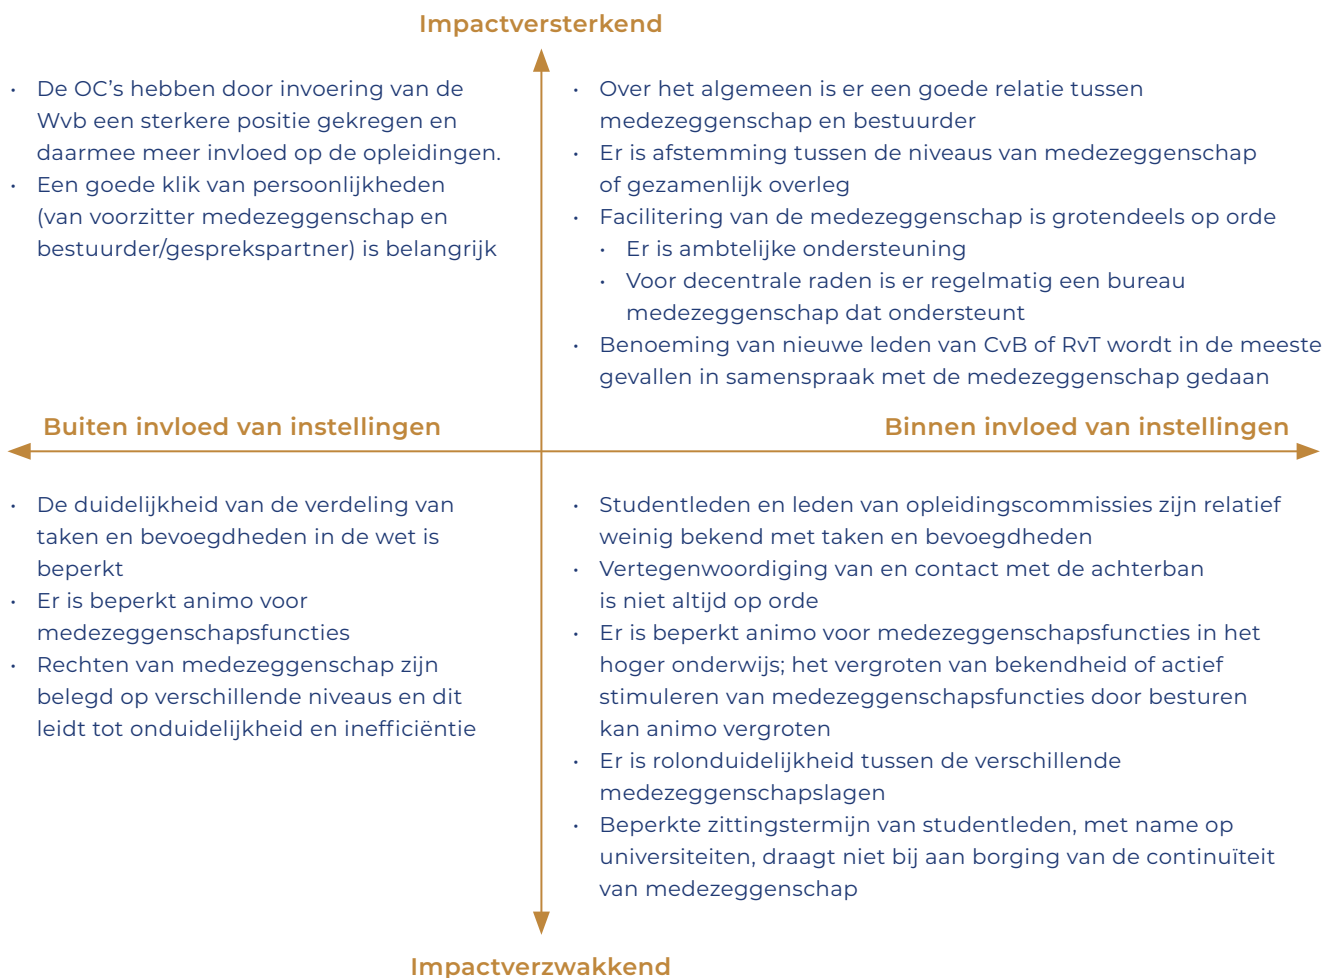 Impactversterkend
• De OC's hebben door invoering van de
Wvb een sterkere positie gekregen en
daarmee meer invloed op de opleidingen.
• Een goede klik van persoonlijkheden
(van voorzitter medezeggenschap en
bestuurder/gesprekspartner) is belangrijk
• Over het algemeen is er een goede relatie tussen
medezeggenschap en bestuurder
• Er is afstemming tussen de niveaus van medezeggenschap
of gezamenlijk overleg
• Facilitering van de medezeggenschap is grotendeels op orde
• Er is ambtelijke ondersteuning
• Voor decentrale raden is er regelmatig een bureau
medezeggenschap dat ondersteunt
• Benoeming van nieuwe leden van CvB of RvT wordt in de meeste
gevallen in samenspraak met de medezeggenschap gedaan
Buiten invloed van instellingen
Binnen invloed van instellingen
• De duidelijkheid van de verdeling van
taken en bevoegdheden in de wet is
beperkt
• Er is beperkt animo voor
medezeggenschapsfuncties
• Rechten van medezeggenschap zijn
belegd op verschillende niveaus en dit
leidt tot onduidelijkheid en inefficiëntie
• Studentleden en leden van opleidingscommissies zijn relatief
weinig bekend met taken en bevoegdheden
• Vertegenwoordiging van en contact met de achterban
is niet altijd op orde
• Er is beperkt animo voor medezeggenschapsfuncties in het
hoger onderwijs; het vergroten van bekendheid of actief
stimuleren van medezeggenschapsfuncties door besturen
kan animo vergroten
• Er is rolonduidelijkheid tussen de verschillende
medezeggenschapslagen
• Beperkte zittingstermijn van studentleden, met name op
universiteiten, draagt niet bij aan borging van de continuïteit
van medezeggenschap
Impactverzwakkend